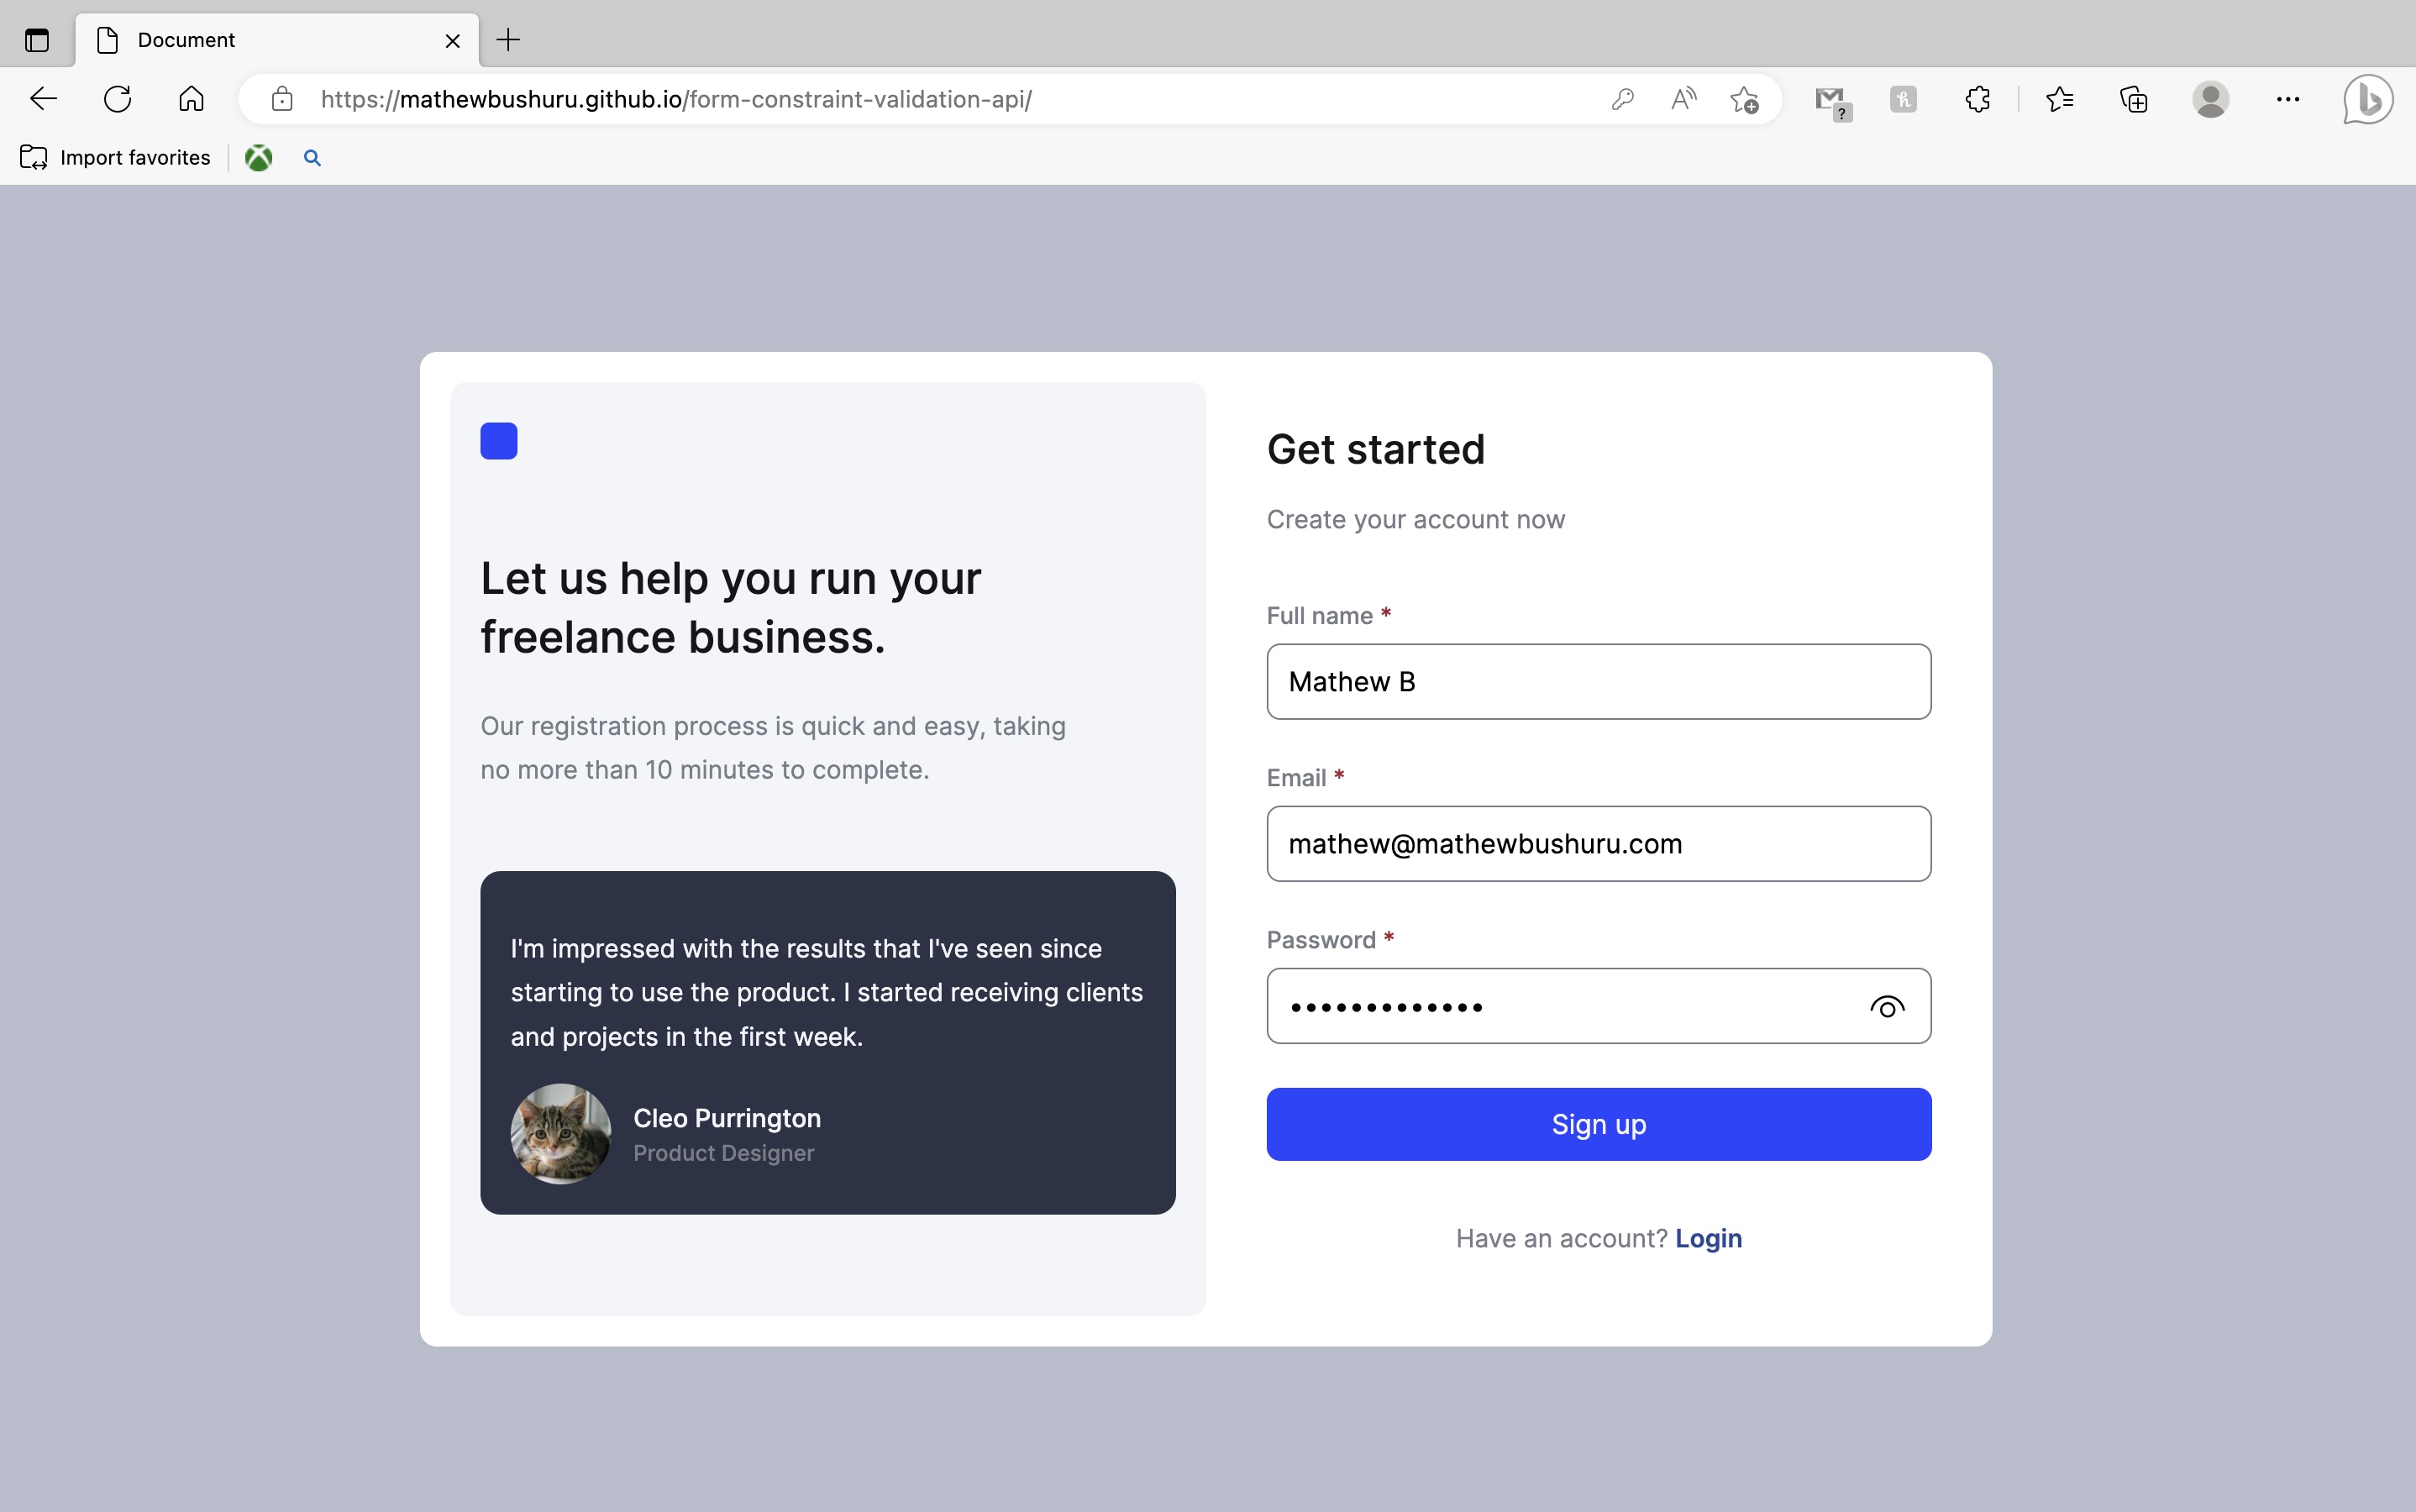 Document
https://mathewbushuru.github.io/form-constraint-validation-api/
Import favorites
Let us help you run your
freelance business.
Our registration process is quick and easy, taking
no more than 10 minutes to complete.
I'm impressed with the results that I've seen since
starting to use the product. I started receiving clients
and projects in the first week.
Cleo Purrington
Product Designer
Get started
Create your account now
Full name *
Mathew B
Email *
mathew@mathewbushuru.com
Password *
•••••••••••••
Sign up
Have an account? Login